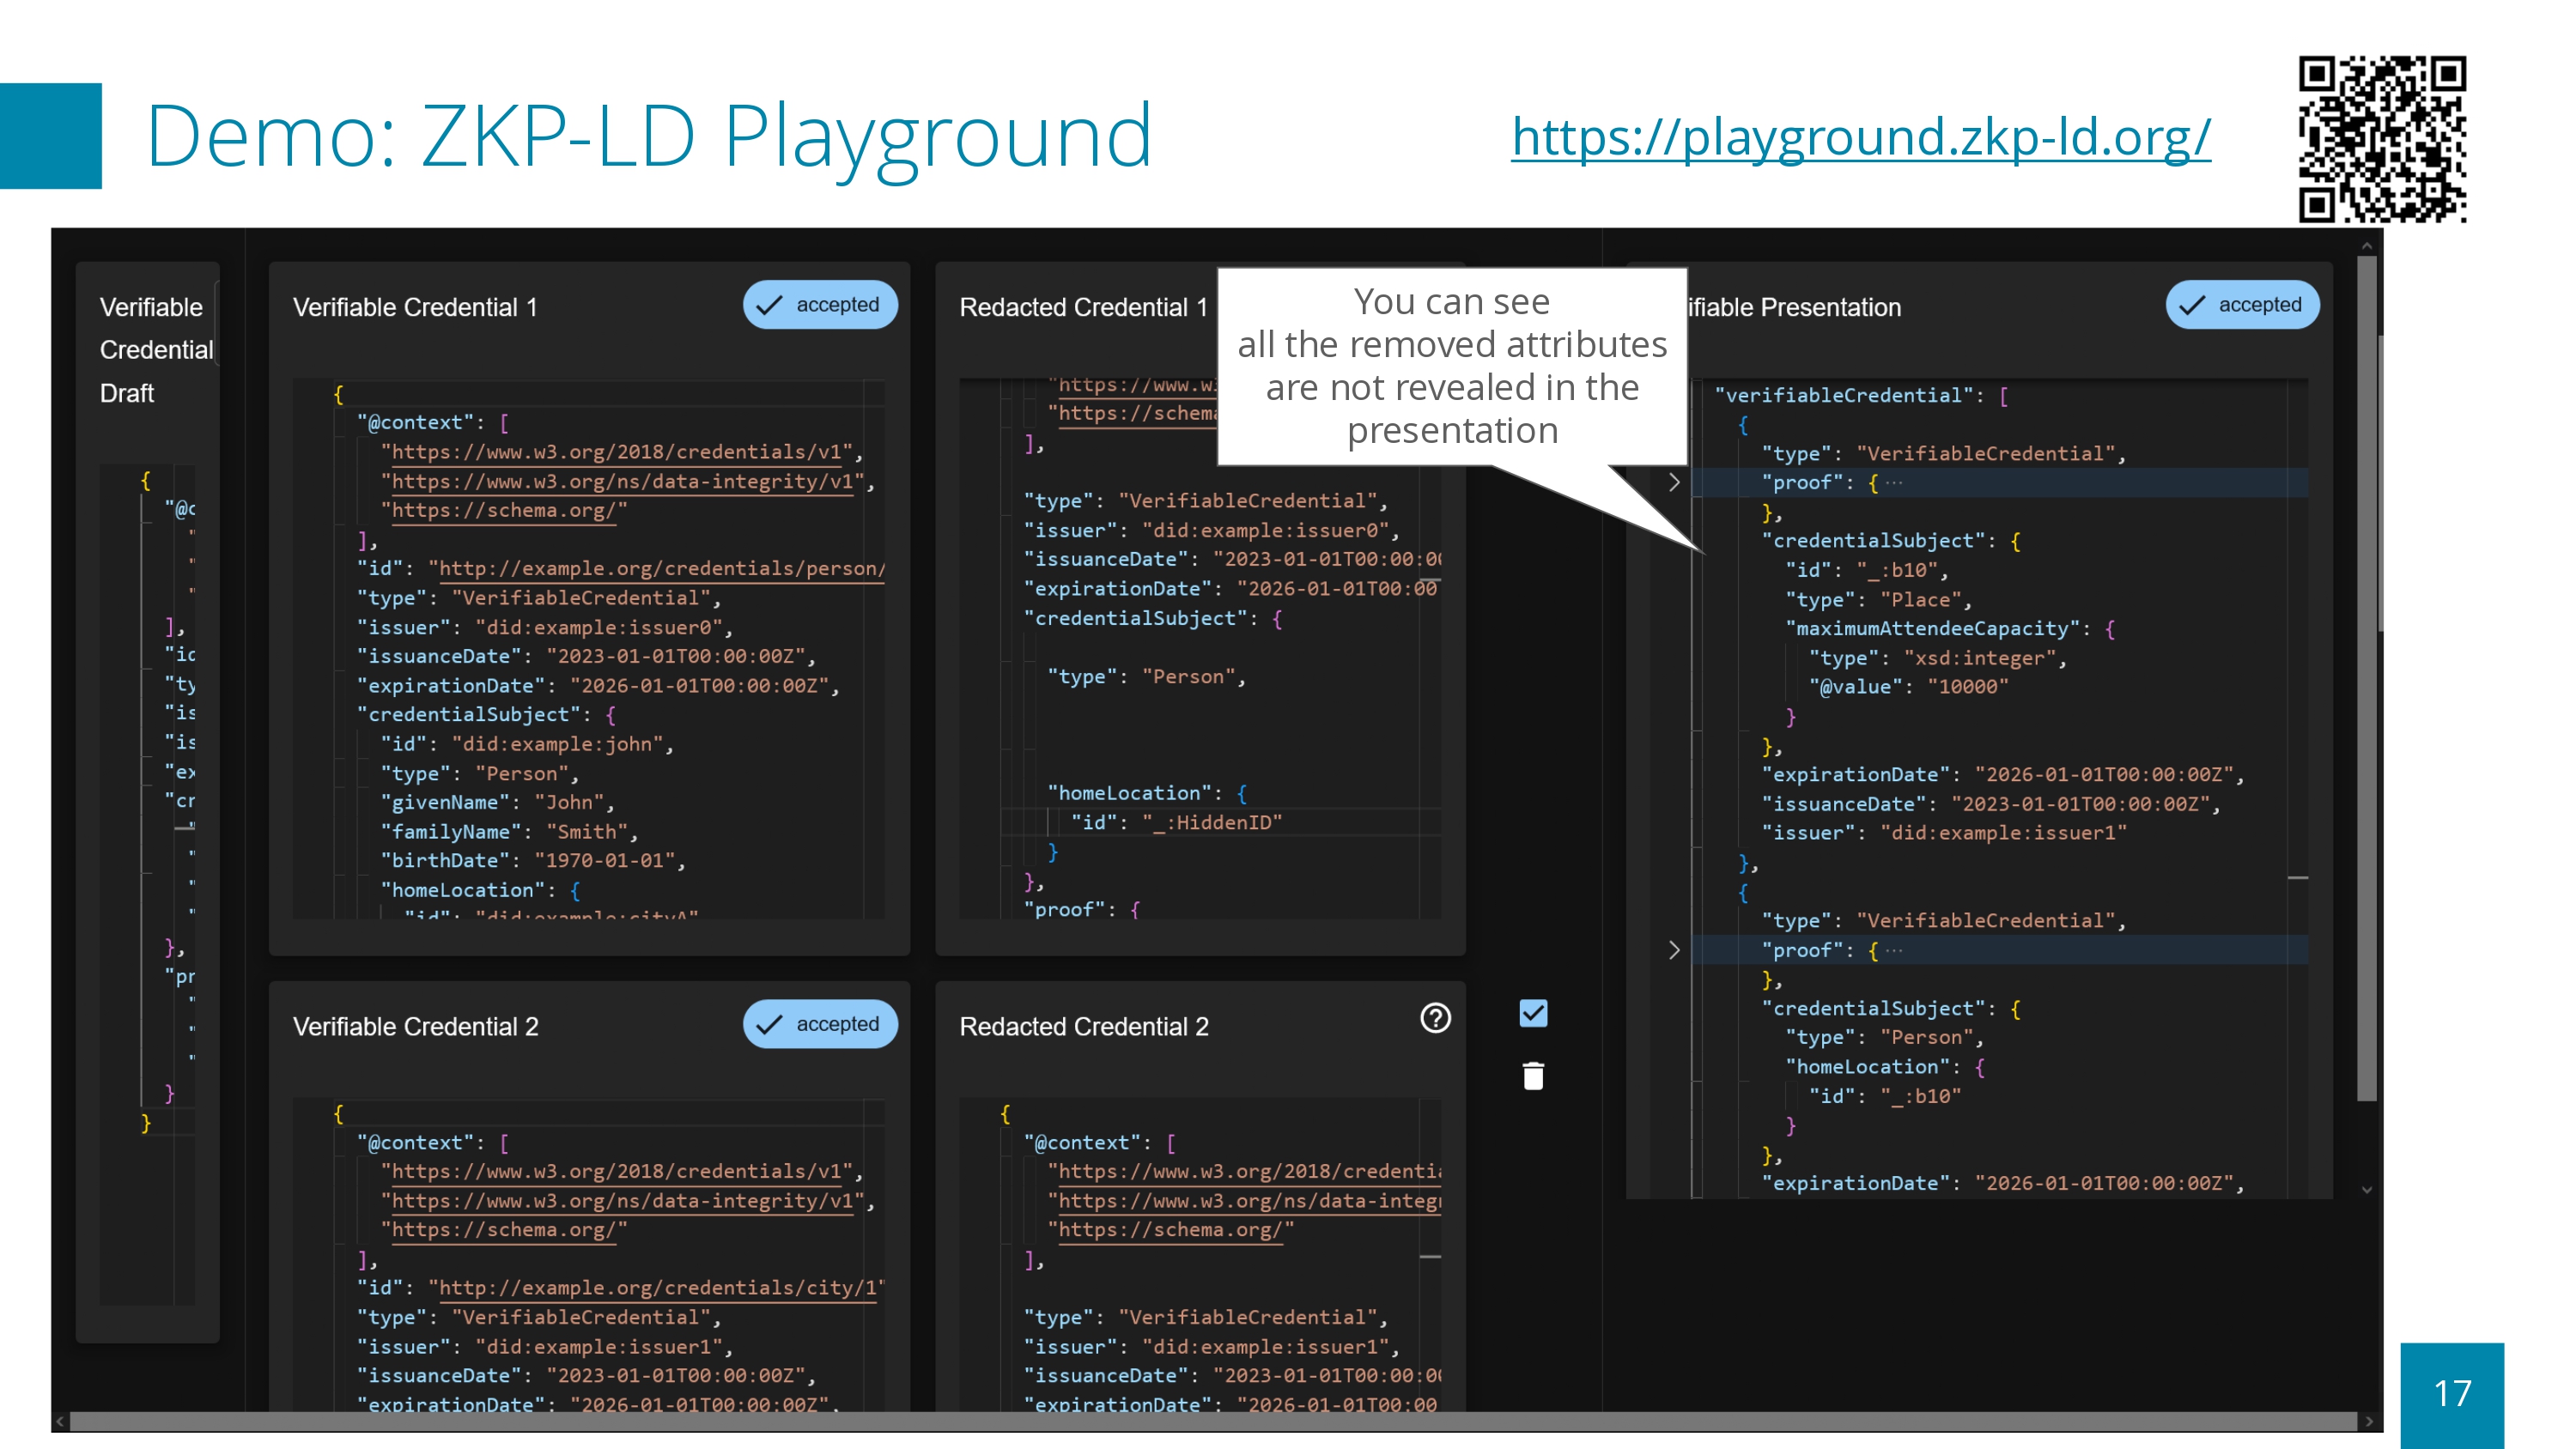 Demo: ZKP-LD Playground
https://playground.zkp-ld.org/
Verifiable
Credential
Draft
{
"@c
"
"
"
],
"id
"ty
"is
"is
"ex
"cr
"
"
"
"
},
"pr
"
"
"
}
}
Verifiable Credential 1
accepted
{
"@context": [
"https://www.w3.org/2018/credentials/v1",
"https://www.w3.org/ns/data-integrity/v1",
"https://schema.org/"
],
"id": "http://example.org/credentials/person/
"type": "VerifiableCredential",
"issuer": "did:example:issuer0",
"issuanceDate": "2023-01-01T00:00:00Z",
"expirationDate": "2026-01-01T00:00:00Z",
"credentialSubject": {
"id": "did:example:john",
"type": "Person",
"givenName": "John",
"familyName": "Smith",
"birthDate": "1970-01-01",
"homeLocation": {
"id": "did:example:cityA"
Redacted Credential 1
"https://www.w
"https://schema
],
"type": "VerifiableCredential",
"issuer": "did:example:issuer0",
"issuanceDate": "2023-01-01T00:00:00
"expirationDate": "2026-01-01T00:00
"credentialSubject": {
"type": "Person",
"homeLocation": {
"id": "_:HiddenID"
}
},
"proof": {
You can see
all the removed attributes
are not revealed in the
presentation
ifiable Presentation
accepted
"verifiableCredential": [
{
"type": "VerifiableCredential",
"proof": { ···
},
"credentialSubject": {
"id": "_:b10",
"type": "Place",
"maximumAttendeeCapacity": {
"type": "xsd:integer",
"@value": "10000"
}
},
"expirationDate": "2026-01-01T00:00:00Z",
"issuanceDate": "2023-01-01T00:00:00Z",
"issuer": "did:example:issuer1"
},
{
"type": "VerifiableCredential",
"proof": { ···
},
"credentialSubject": {
"type": "Person",
"homeLocation": {
"id": "_:b10"
}
},
"expirationDate": "2026-01-01T00:00:00Z",
Verifiable Credential 2
accepted
{
"@context": [
"https://www.w3.org/2018/credentials/v1",
"https://www.w3.org/ns/data-integrity/v1",
"https://schema.org/"
],
"id": "http://example.org/credentials/city/1"
"type": "VerifiableCredential",
"issuer": "did:example:issuer1",
"issuanceDate": "2023-01-01T00:00:00Z",
"expirationDate": "2026-01-01T00:00:00Z",
Redacted Credential 2
{
"@context": [
"https://www.w3.org/2018/credentia
"https://www.w3.org/ns/data-integr
"https://schema.org/"
],
"type": "VerifiableCredential",
"issuer": "did:example:issuer1",
"issuanceDate": "2023-01-01T00:00:00
"expirationDate": "2026-01-01T00:00
17